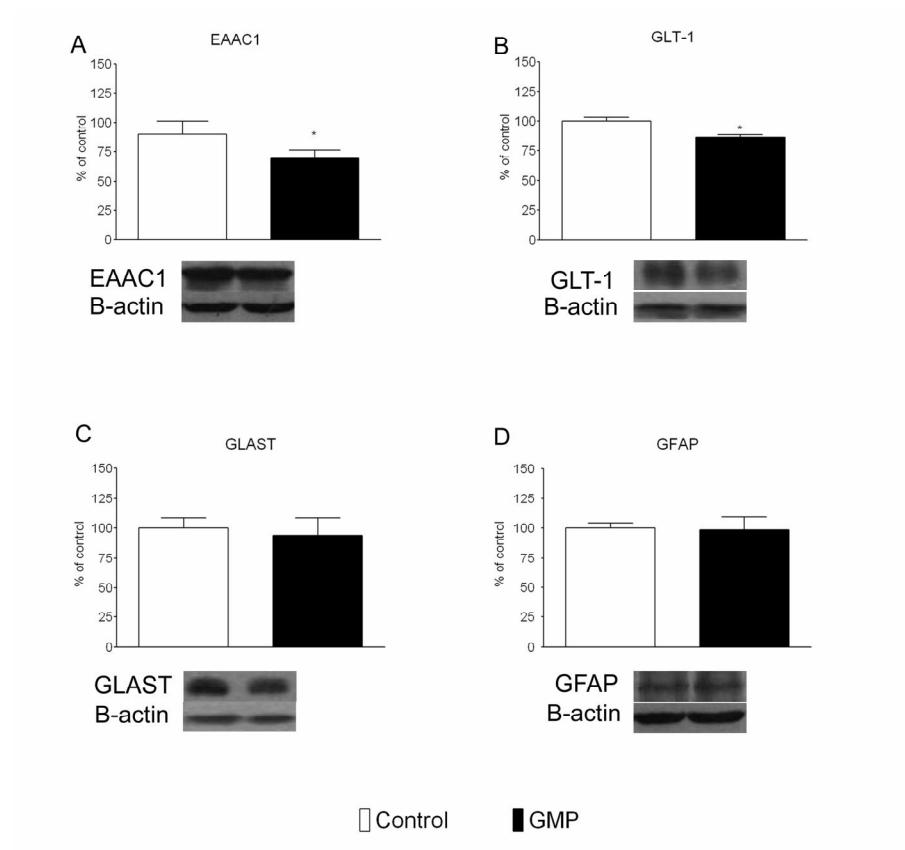 A
EAAC1
% of control
150
125
100
75
50
25
0
*
EAAC1
B-actin
B
GLT-1
% of control
150
125
100
75
50
25
0
*
GLT-1
B-actin
C
GLAST
% of control
150
125
100
75
50
25
0
GLAST
B-actin
D
GFAP
% of control
150
125
100
75
50
25
0
GFAP
B-actin
Control
GMP